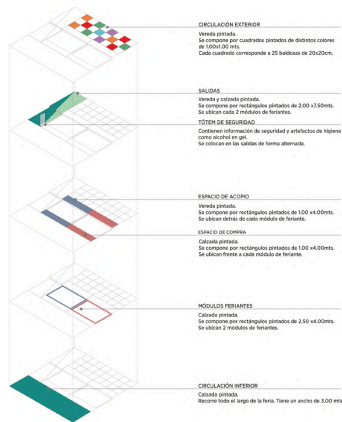 CIRCULACIÓN EXTERIOR
Vereda pintada.
Se compone por cuadrados pintados de distintos colores
de 1.00x1.00 mts.
Cada cuadrado corresponde a 25 baldosas de 20x20cm.
SALIDAS
Vereda y calzada pintada.
Se compone por rectángulos pintados de 2.00 x7.50mts.
Se ubican cada 2 módulos de feriantes.
TÓTEM DE SEGURIDAD
Contienen información de seguridad y artefactos de higiene
como alcohol en gel.
Se colocan en las salidas de forma alternada.
ESPACIO DE ACOPIO
Vereda pintada.
Se compone por rectángulos pintados de 1.00 x4.00mts.
Se ubican detrás de cada módulo de feriante.
ESPACIO DE COMPRA
Calzada pintada.
Se compone por rectángulos pintados de 1.00 x4.00mts.
Se ubican frente a cada módulo de feriante.
MÓDULOS FERIANTES
Calzada pintada.
Se compone por rectángulos pintados de 2.50 x4.00mts.
Se ubican 2 módulos de feriantes.
CIRCULACIÓN INTERIOR
Calzada pintada.
Recorre todo el largo de la feria. Tiene un ancho de 3.00 mts